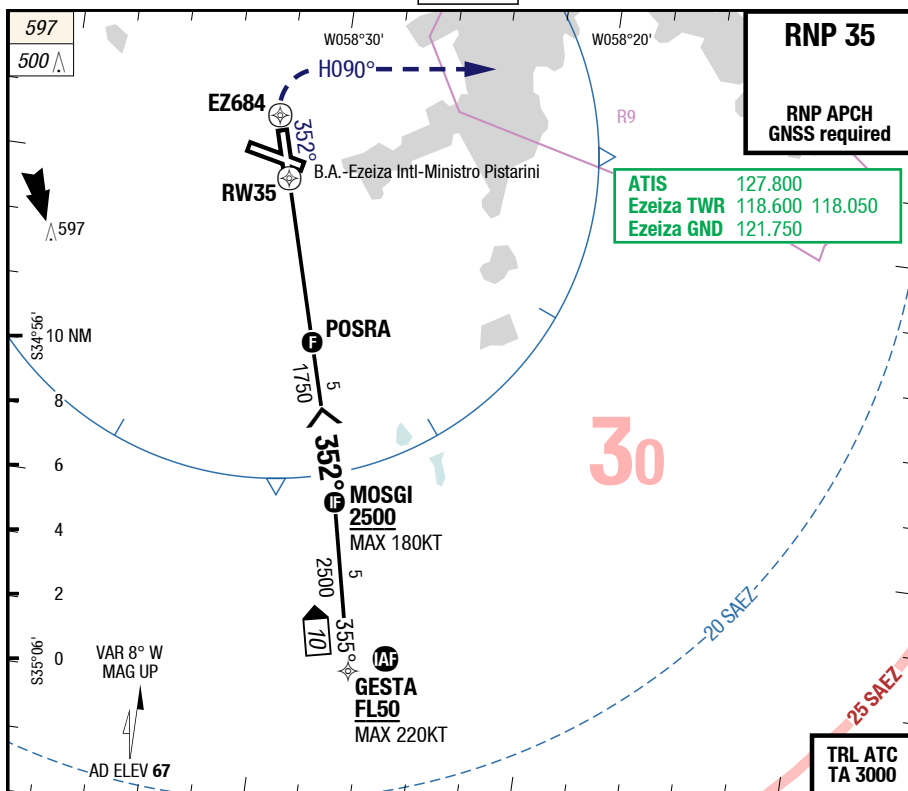 597
500
W058°30'
W058°20'
RNP 35
RNP APCH
GNSS required
H090°
EZ684
352°
R9
B.A.-Ezeiza Intl-Ministro Pistarini
RW35
ATIS 127.800
Ezeiza TWR 118.600 118.050
Ezeiza GND 121.750
597
S34°56'
10 NM
POSRA
F
1750
5
8
352°
30
6
IF
MOSGI
2500
MAX 180KT
4
2500
5
2
10
355°
20 SAEZ
S35°06'
0
VAR 8° W
MAG UP
IAF
GESTA
FL50
MAX 220KT
25 SAEZ
AD ELEV 67
TRL ATC
TA 3000